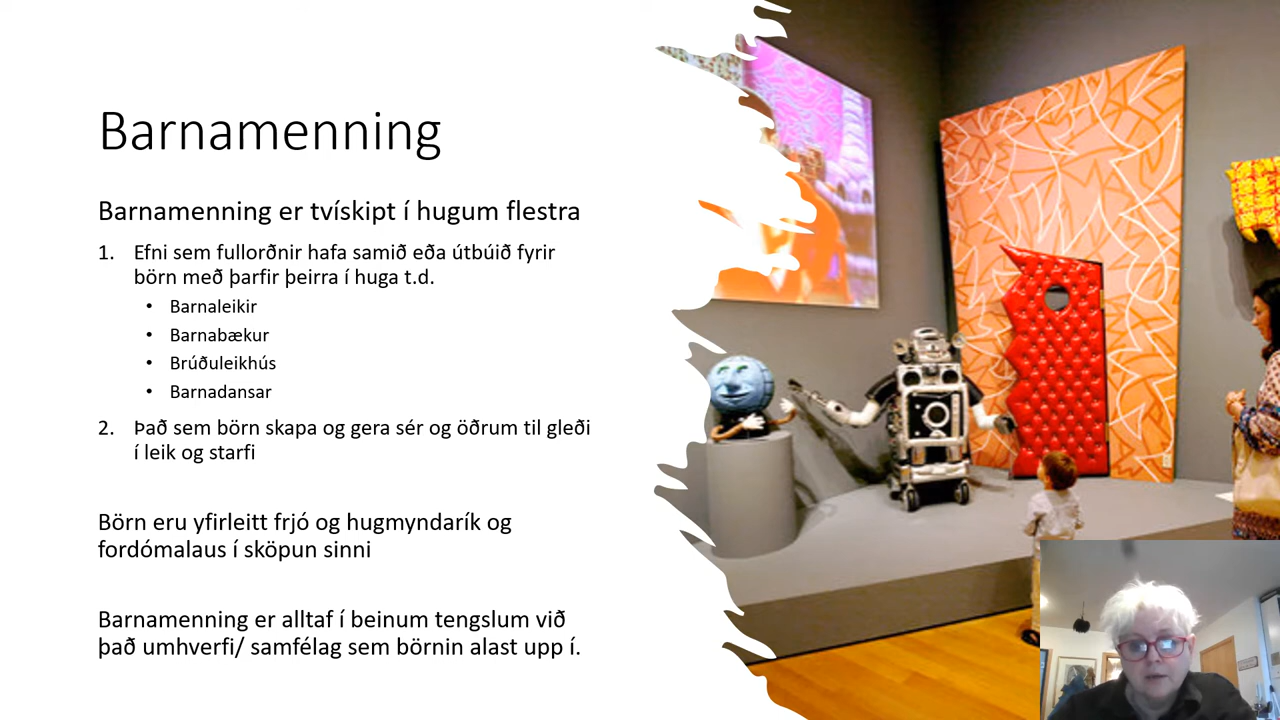 Barnamenning
Barnamenning er tvískipt í hugum flestra
1. Efni sem fullorðnir hafa samið eða útbúið fyrir
börn með þarfir þeirra í huga t.d.
• Barnaleikir
• Barnabækur
• Brúðuleikhús
• Barnadansar
2. Það sem börn skapa og gera sér og öðrum til gleði
í leik og starfi
Börn eru yfirleitt frjó og hugmyndarík og
fordómalaus í sköpun sinni
Barnamenning er alltaf í beinum tengslum við
það umhverfi/ samfélag sem börnin alast upp í.